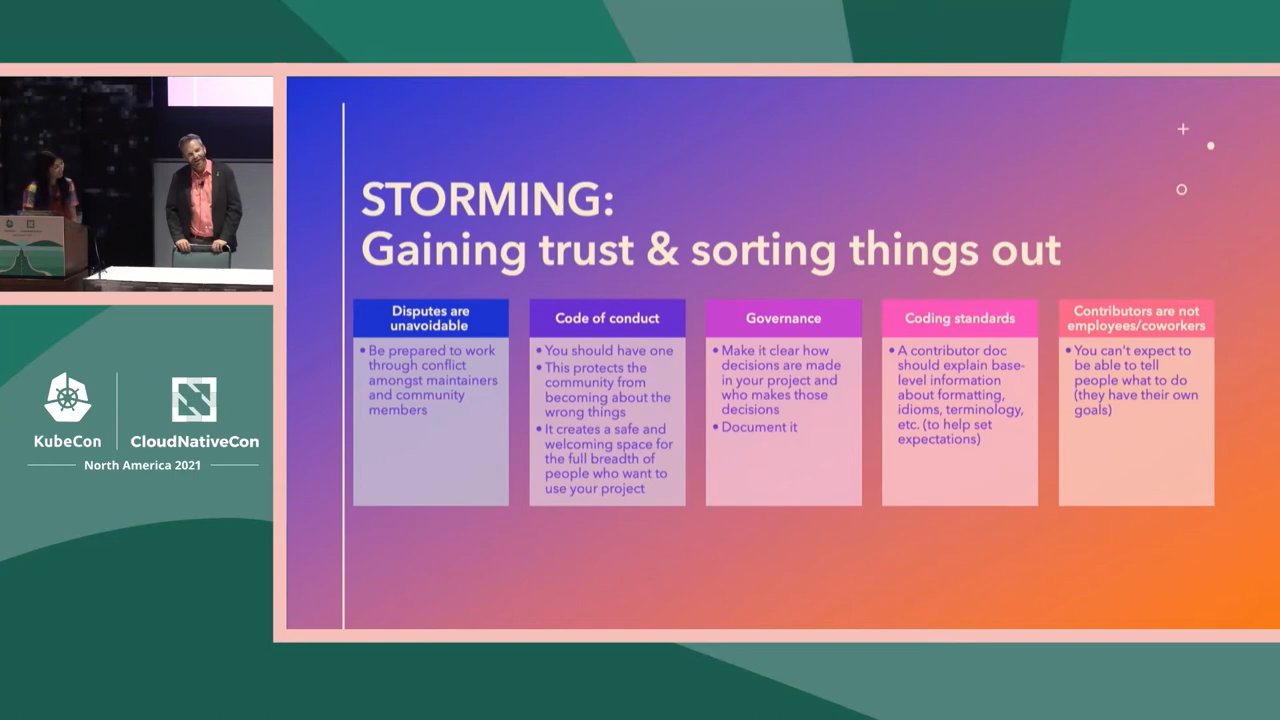 STORMING:
Gaining trust & sorting things out
Disputes are
unavoidable
• Be prepared to work
through conflict
amongst maintainers
and community
members
Code of conduct
• You should have one
• This protects the
community from
becoming about the
wrong things
• It creates a safe and
welcoming space for
the full breadth of
people who want to
use your project
Governance
• Make it clear how
decisions are made
in your project and
who makes those
decisions
• Document it
Coding standards
• A contributor doc
should explain base-
level information
about formatting,
idioms, terminology,
etc. (to help set
expectations)
Contributors are not
employees/coworkers
• You can't expect to
be able to tell
people what to do
(they have their own
goals)
KubeCon
CloudNativeCon
North America 2021